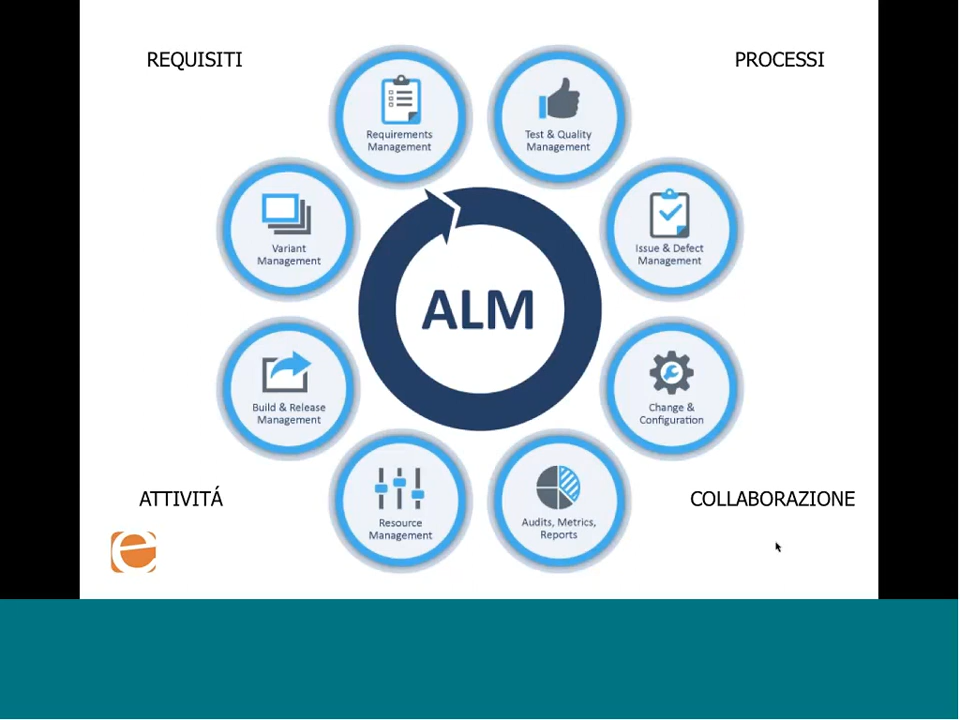 REQUISITI
PROCESSI
Requirements
Management
Test & Quality
Management
Variant
Management
Issue & Defect
Management
ALM
Build & Release
Management
Change &
Configuration
ATTIVITÁ
COLLABORAZIONE
Resource
Management
Audits, Metrics,
Reports
e